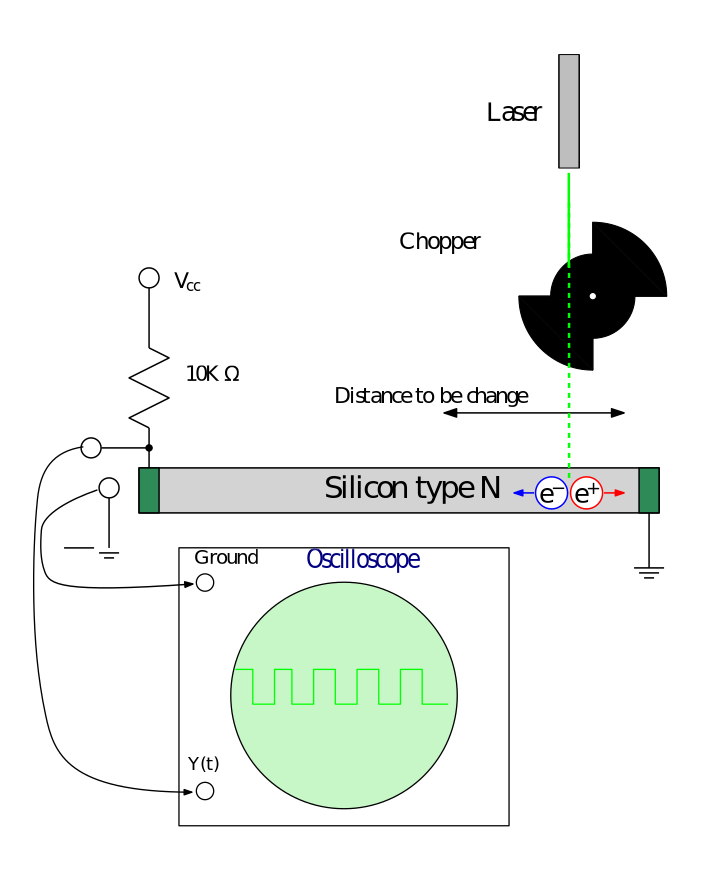 Laser
Chopper
Vcc
10K Ω
Distance to be change
Silicon type N
e−
e+
Ground
Oscilloscope
Y(t)